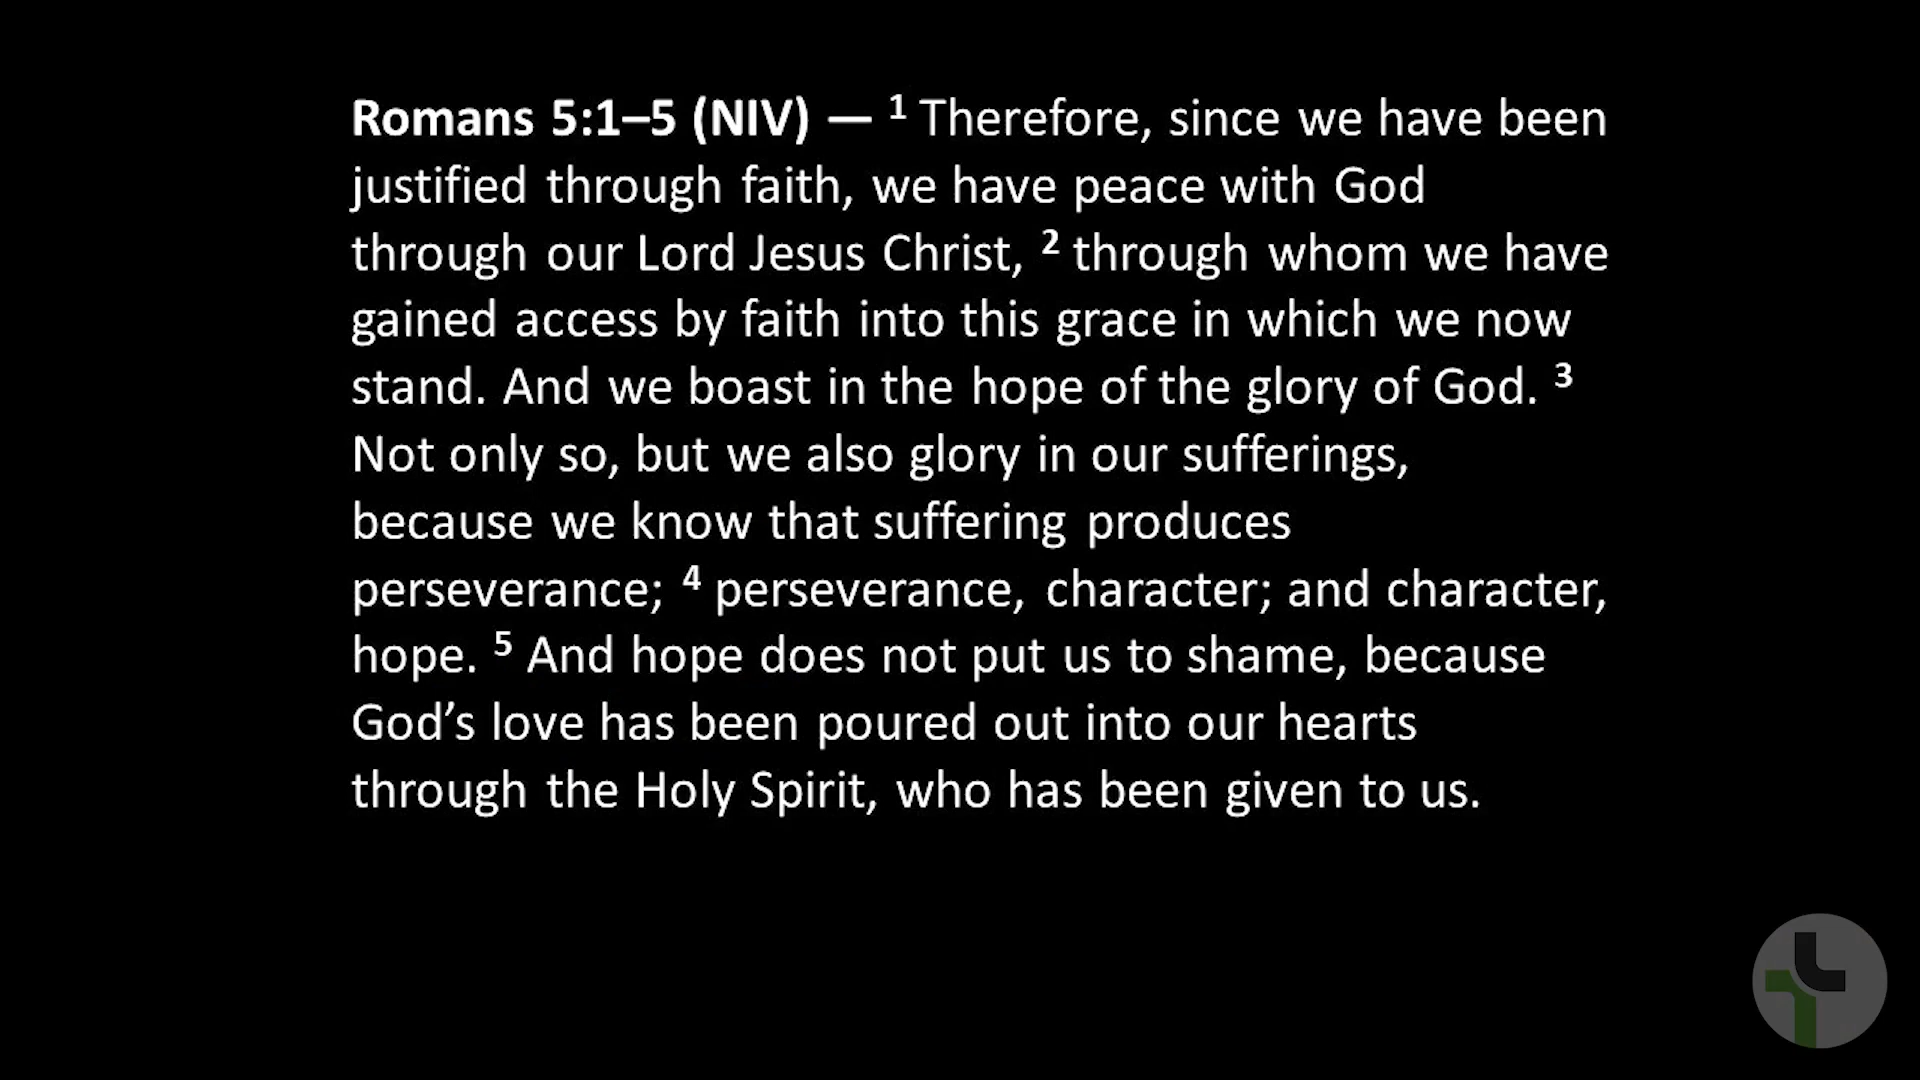 Romans 5:1–5 (NIV) — 1 Therefore, since we have been
justified through faith, we have peace with God
through our Lord Jesus Christ, 2 through whom we have
gained access by faith into this grace in which we now
stand. And we boast in the hope of the glory of God. 3
Not only so, but we also glory in our sufferings,
because we know that suffering produces
perseverance; 4 perseverance, character; and character,
hope. 5 And hope does not put us to shame, because
God’s love has been poured out into our hearts
through the Holy Spirit, who has been given to us.